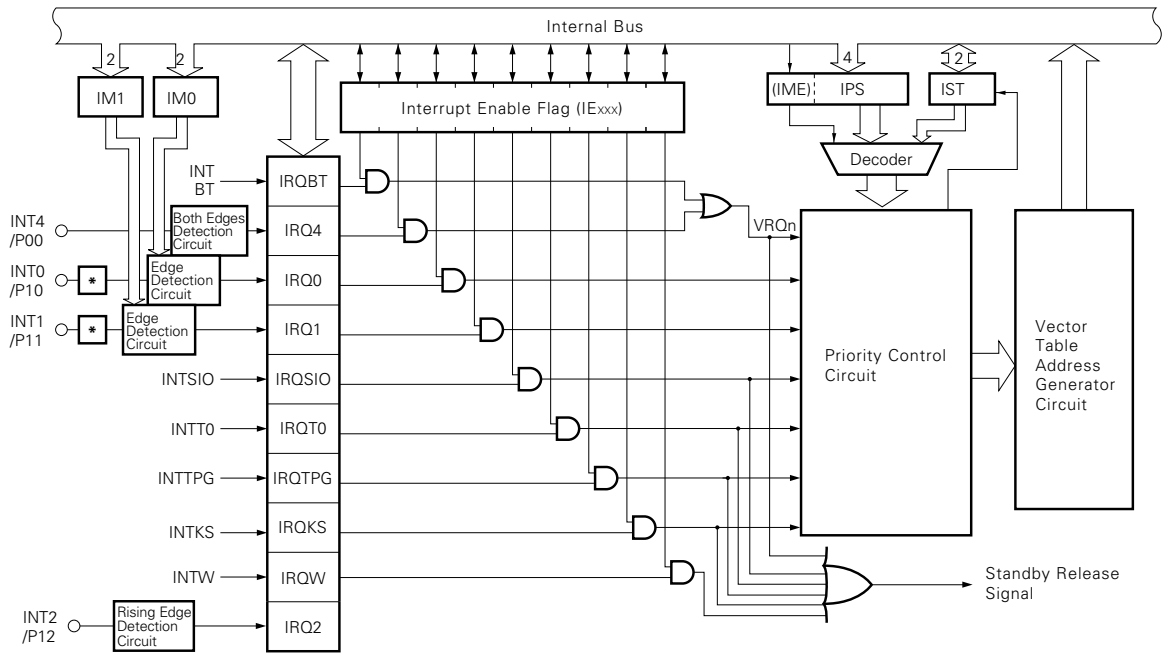 Internal Bus
2
2
4
2
IM1
IM0
Interrupt Enable Flag (IExxx)
(IME)
IPS
IST
Decoder
INT
BT
IRQBT
INT4
/P00
Both Edges
Detection
Circuit
IRQ4
VRQn
INT0
/P10
*
Edge
Detection
Circuit
IRQ0
INT1
/P11
*
Edge
Detection
Circuit
IRQ1
Priority Control
Circuit
Vector
Table
Address
Generator
Circuit
INTSIO
IRQSIO
INTT0
IRQT0
INTTPG
IRQTPG
INTKS
IRQKS
INTW
IRQW
Standby Release
Signal
INT2
/P12
Rising Edge
Detection
Circuit
IRQ2